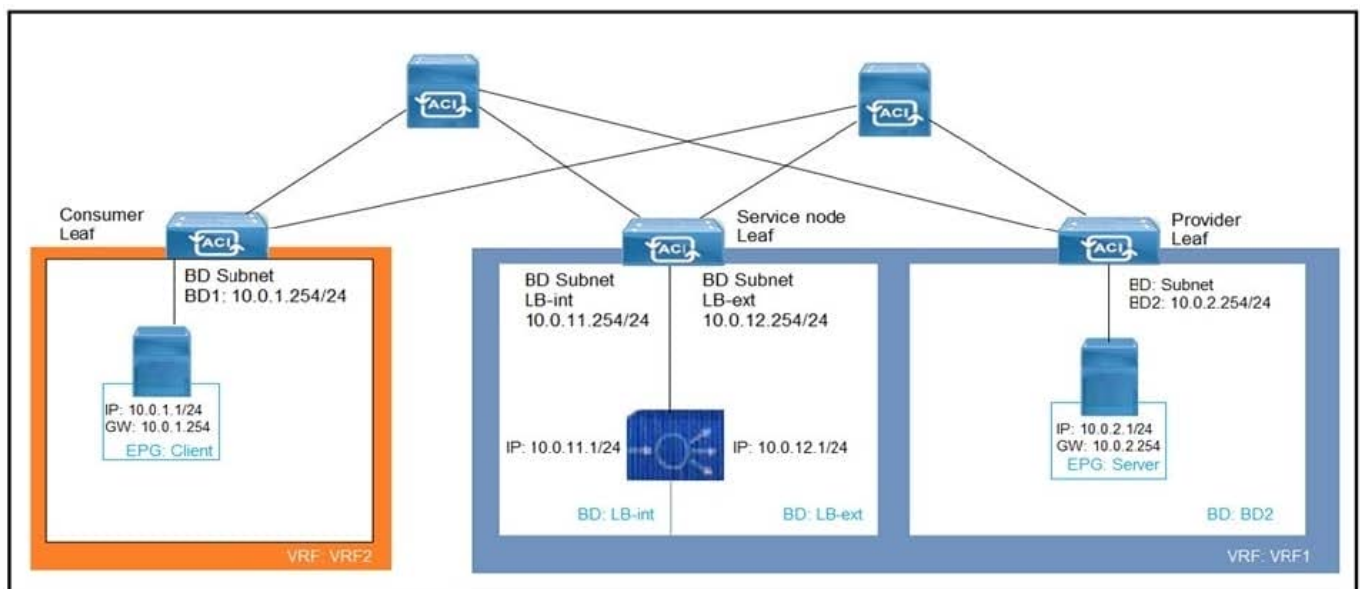 ACI
ACI
Consumer
Leaf
ACI
Service node
Leaf
ACI
Provider
Leaf
ACI
BD Subnet
BD1: 10.0.1.254/24
IP: 10.0.1.1/24
GW: 10.0.1.254
EPG: Client
VRF: VRF2
BD Subnet
LB-int
10.0.11.254/24
BD Subnet
LB-ext
10.0.12.254/24
IP: 10.0.11.1/24
IP: 10.0.12.1/24
BD: LB-int
BD: LB-ext
BD: Subnet
BD2: 10.0.2.254/24
IP: 10.0.2.1/24
GW: 10.0.2.254
EPG: Server
BD: BD2
VRF: VRF1